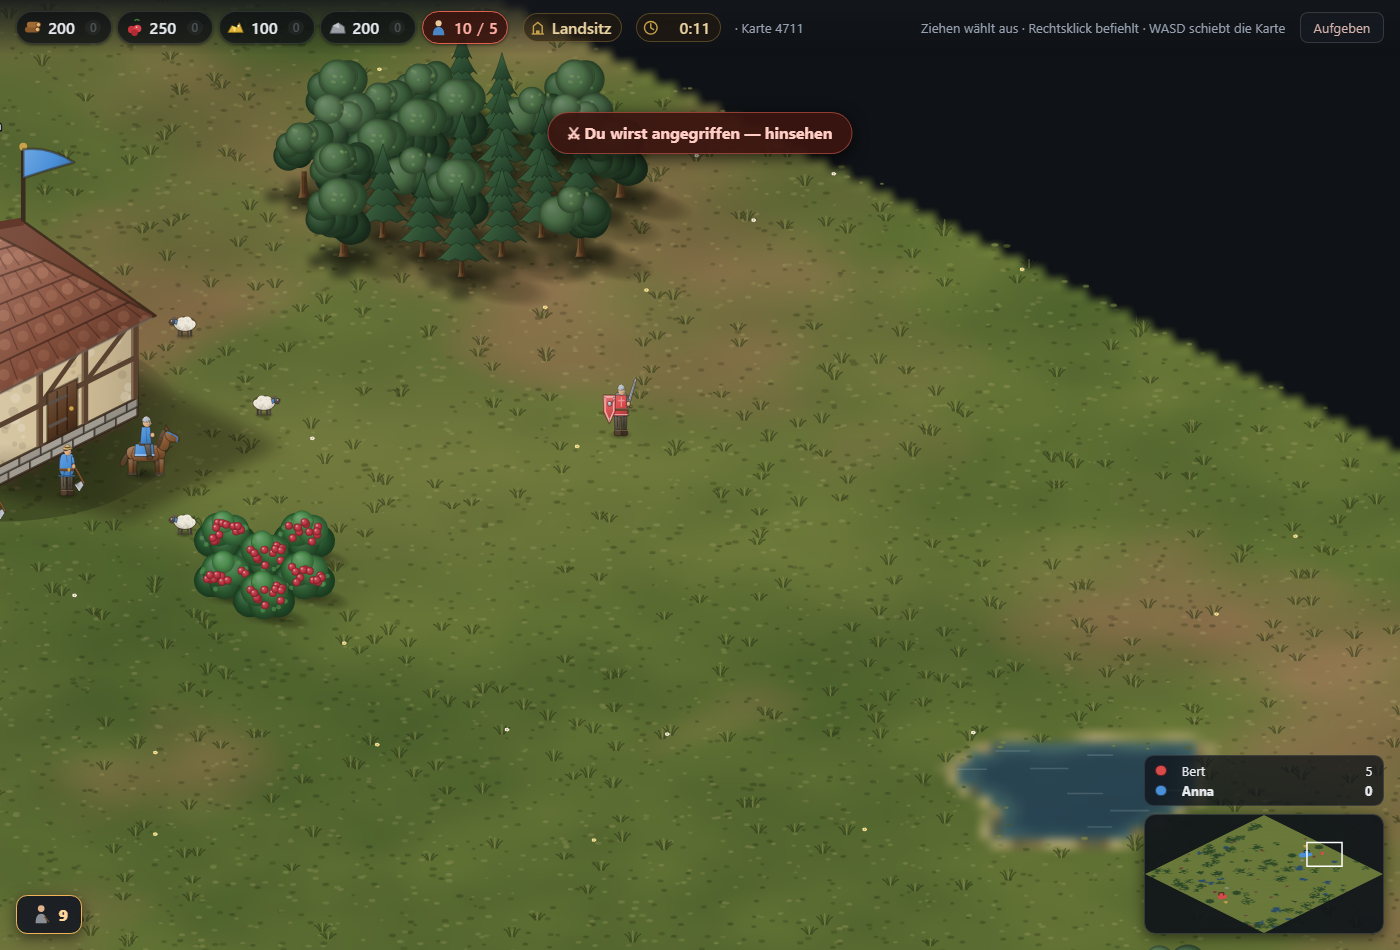 200 0 250 0 100 0 200 0 10 / 5 Landsitz 0:11 · Karte 4711 Ziehen wählt aus · Rechtsklick befiehlt · WASD schiebt die Karte Aufgeben
Du wirst angegriffen — hinsehen
Bert 5
Anna 0
9